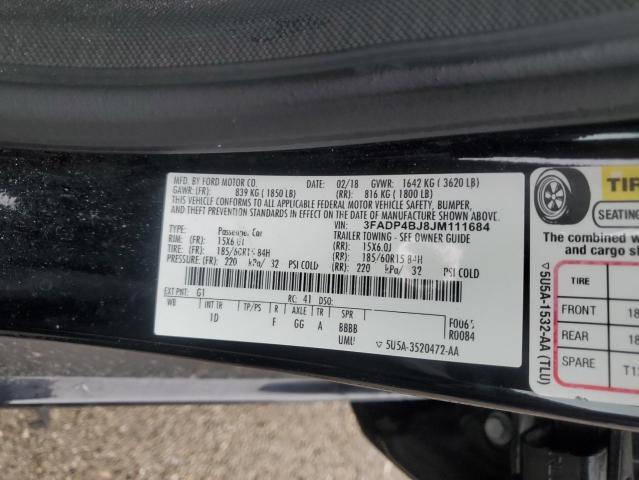 MFD. BY FORD MOTOR CO. DATE: 02/18 GVWR: 1642 KG ( 3620 LB)
GAWR: (FR): 839 KG ( 1850 LB) (RR): 816 KG ( 1800 LB)
THIS VEHICLE CONFORMS TO ALL APPLICABLE FEDERAL MOTOR VEHICLE SAFETY, BUMPER,
AND THEFT PREVENTION STANDARDS IN EFFECT ON THE DATE OF MANUFACTURE SHOWN ABOVE.
VIN: 3FADP4BJ8JM111684
TYPE: Passenger Car TRAILER TOWING - SEE OWNER GUIDE
RIM: (FR): 15X6.0J (RR): 15X6.0J
TIRE: (FR): 185/60R15 84H (RR): 185/60R15 84H
PRESSURE: (FR): 220 kPa/ 32 PSI COLD (RR): 220 kPa/ 32 PSI COLD
EXT PNT: G1 RC: 41 DSO:
WB INT TR TP/PS R AXLE TR SPR
1D F GG A BBBB
UML
F006
R0084
5U5A-3520472-AA
TIR
SEATING
The combined w
and cargo sh
TIRE
FRONT 18
REAR 18
SPARE T1
5U5A-1532-AA (TLU)